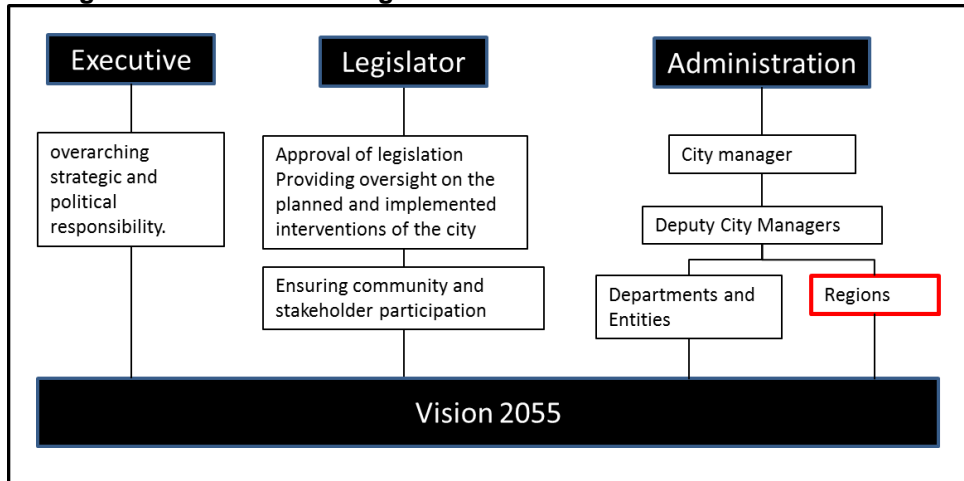 Executive
Legislator
Administration
overarching
strategic and
political
responsibility.
Approval of legislation
Providing oversight on the
planned and implemented
interventions of the city
Ensuring community and
stakeholder participation
City manager
Deputy City Managers
Departments and
Entities
Regions
Vision 2055